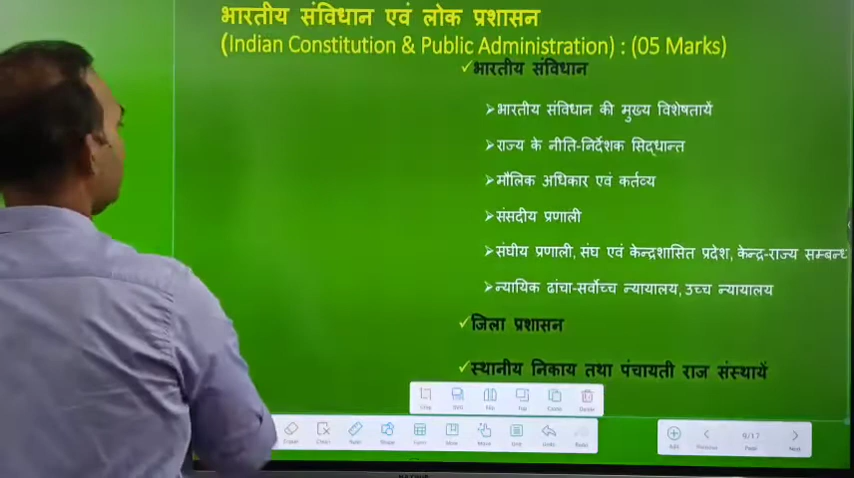 भारतीय संविधान एवं लोक प्रशासन
(Indian Constitution & Public Administration) : (05 Marks)
✓भारतीय संविधान
➢भारतीय संविधान की मुख्य विशेषतायें
➢राज्य के नीति-निर्देशक सिद्धान्त
➢मौलिक अधिकार एवं कर्तव्य
➢संसदीय प्रणाली
➢संघीय प्रणाली, संघ एवं केन्द्रशासित प्रदेश, केन्द्र-राज्य सम्बन्ध
➢न्यायिक ढांचा-सर्वोच्च न्यायालय, उच्च न्यायालय
✓जिला प्रशासन
✓स्थानीय निकाय तथा पंचायती राज संस्थायें
9/17